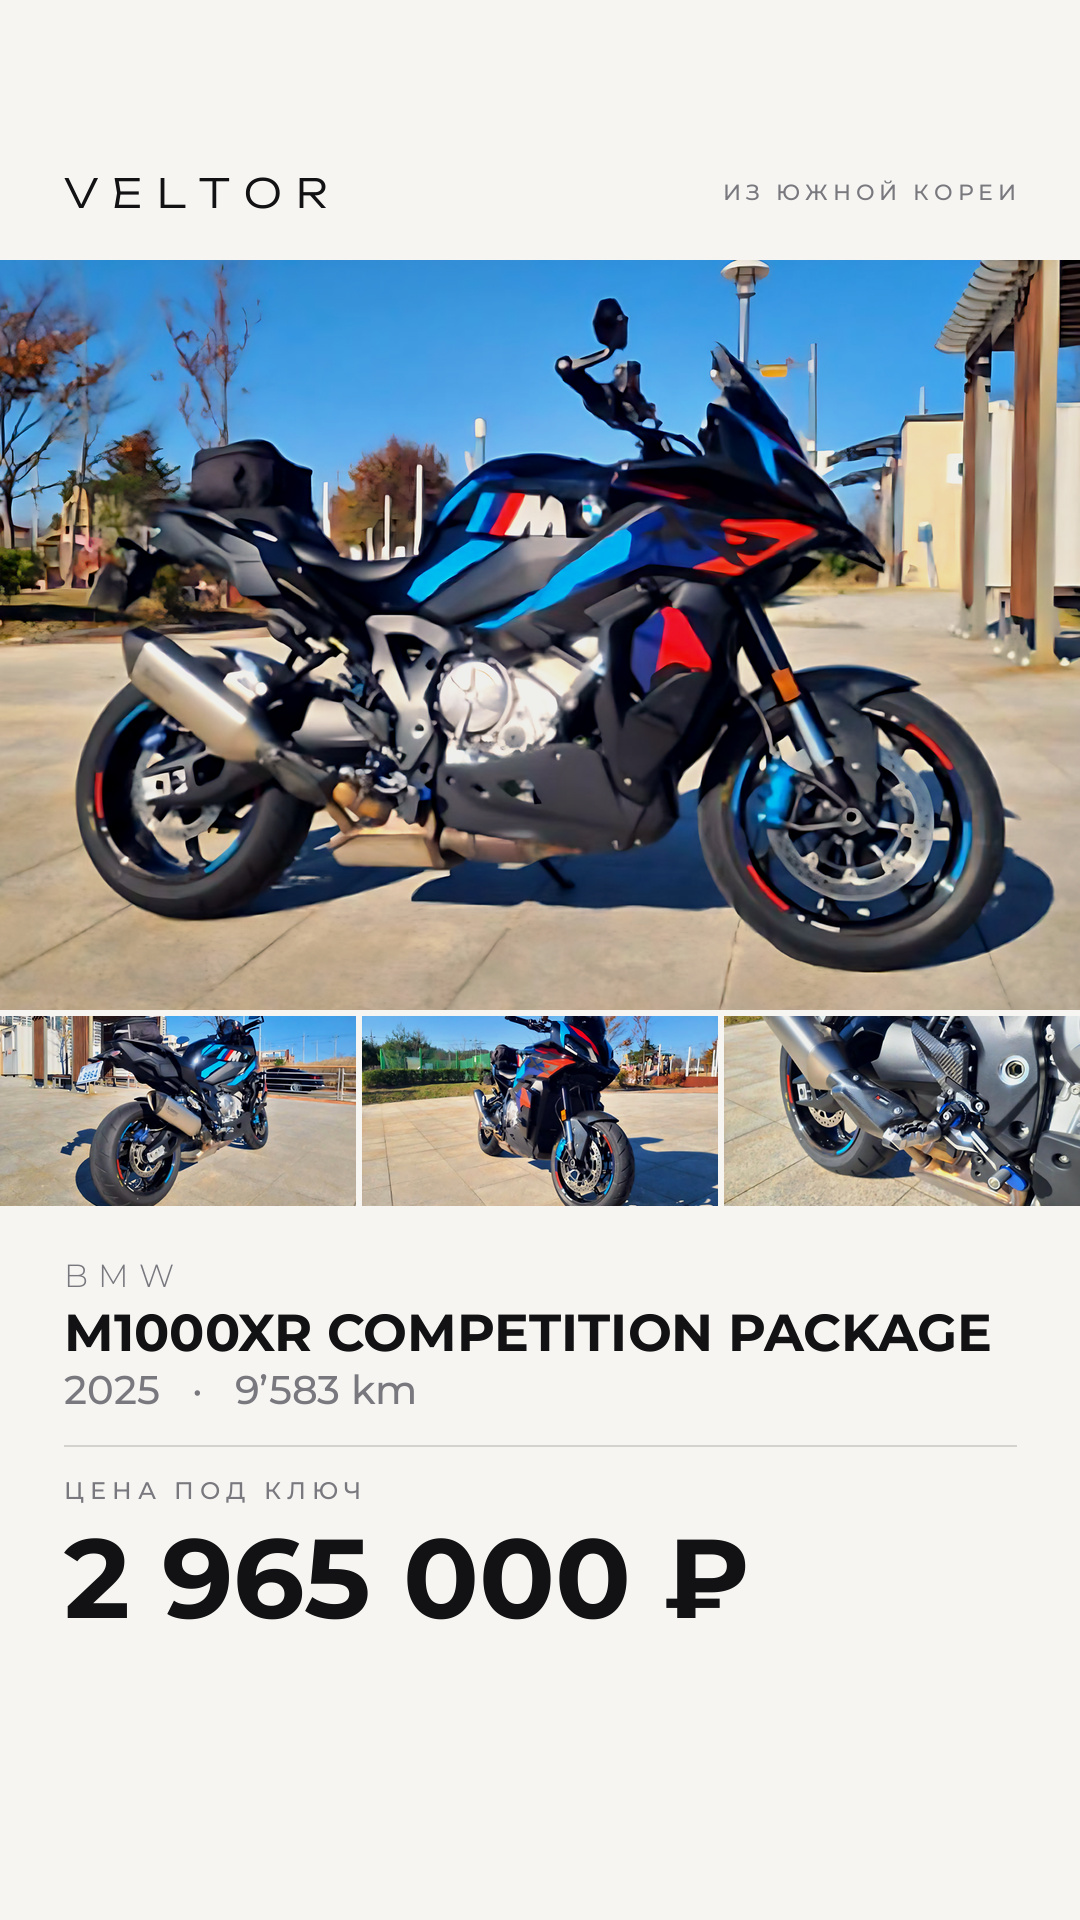 VELTOR
ИЗ ЮЖНОЙ КОРЕИ
M
BMW
M1000XR COMPETITION PACKAGE
2025 · 9’583 km
ЦЕНА ПОД КЛЮЧ
2 965 000 ₽